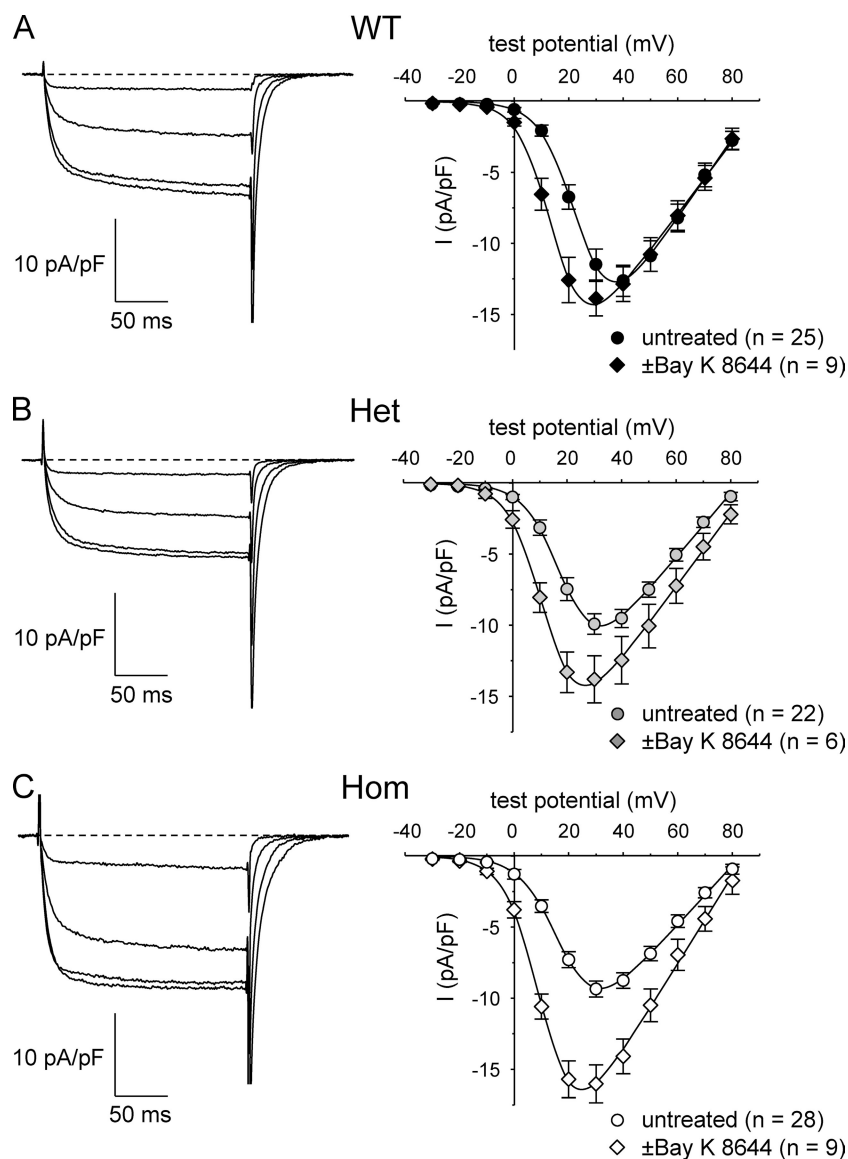 A
WT
test potential (mV)
-40 -20 0 20 40 60 80
-5
-10
-15
I (pA/pF)
10 pA/pF
50 ms
untreated (n = 25)
±Bay K 8644 (n = 9)
B
Het
test potential (mV)
-40 -20 0 20 40 60 80
-5
-10
-15
I (pA/pF)
10 pA/pF
50 ms
untreated (n = 22)
±Bay K 8644 (n = 6)
C
Hom
test potential (mV)
-40 -20 0 20 40 60 80
-5
-10
-15
I (pA/pF)
10 pA/pF
50 ms
untreated (n = 28)
±Bay K 8644 (n = 9)